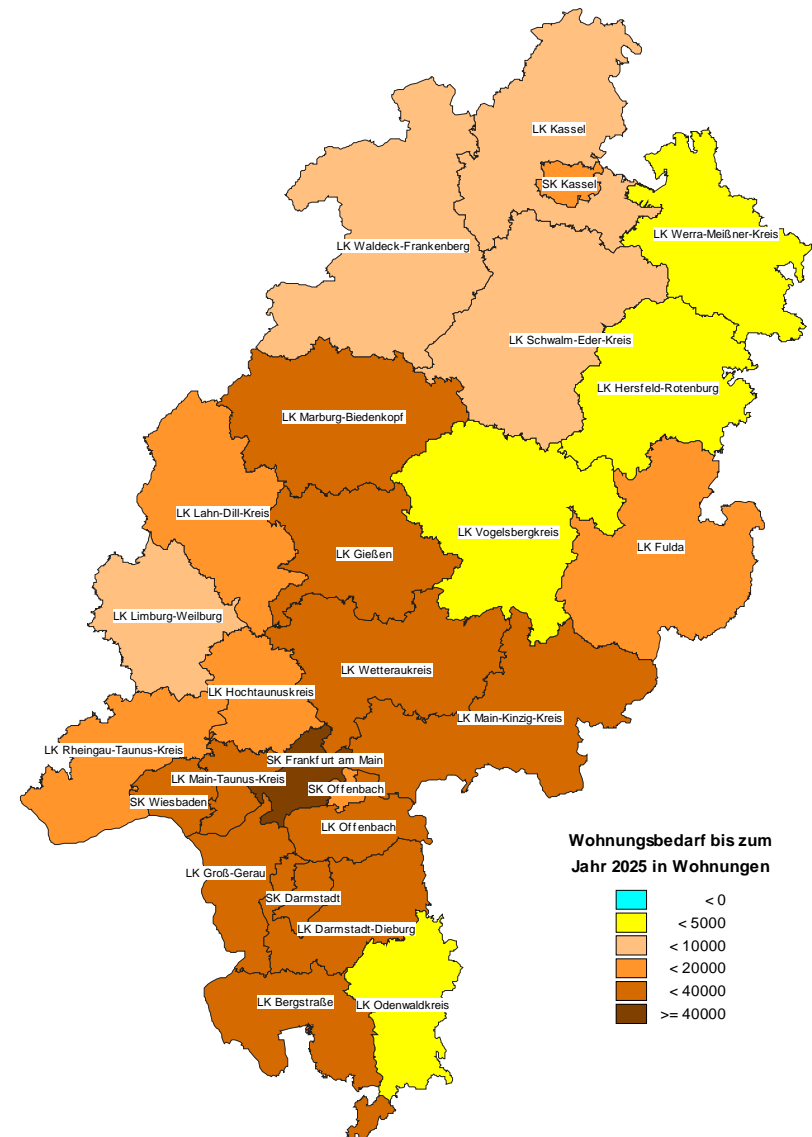 LK Kassel
SK Kassel
LK Werra-Meißner-Kreis
LK Waldeck-Frankenberg
LK Schwalm-Eder-Kreis
LK Hersfeld-Rotenburg
LK Marburg-Biedenkopf
LK Lahn-Dill-Kreis
LK Vogelsbergkreis
LK Fulda
LK Gießen
LK Limburg-Weilburg
LK Wetteraukreis
LK Hochtaunuskreis
LK Main-Kinzig-Kreis
LK Rheingau-Taunus-Kreis
SK Frankfurt am Main
LK Main-Taunus-Kreis
SK Offenbach
SK Wiesbaden
LK Offenbach
LK Groß-Gerau
SK Darmstadt
LK Darmstadt-Dieburg
LK Bergstraße
LK Odenwaldkreis
Wohnungsbedarf bis zum
Jahr 2025 in Wohnungen
< 0
< 5000
< 10000
< 20000
< 40000
>= 40000